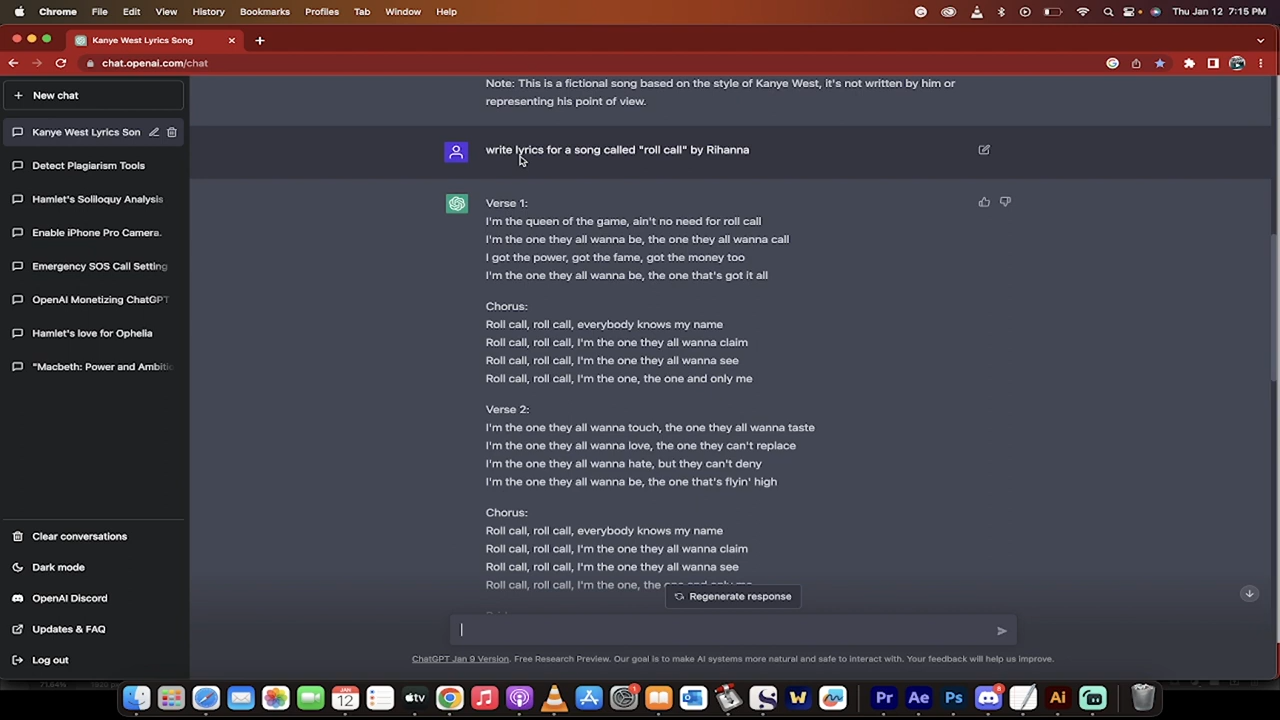 Chrome File Edit View History Bookmarks Profiles Tab Window Help
Thu Jan 12 7:15 PM
Kanye West Lyrics Song
chat.openai.com/chat
New chat
Kanye West Lyrics Son
Detect Plagiarism Tools
Hamlet's Soliloquy Analysis
Enable iPhone Pro Camera.
Emergency SOS Call Setting
OpenAI Monetizing ChatGPT
Hamlet's love for Ophelia
"Macbeth: Power and Ambitic
Clear conversations
Dark mode
OpenAI Discord
Updates & FAQ
Log out
Note: This is a fictional song based on the style of Kanye West, it's not written by him or
representing his point of view.
write lyrics for a song called "roll call" by Rihanna
Verse 1:
I'm the queen of the game, ain't no need for roll call
I'm the one they all wanna be, the one they all wanna call
I got the power, got the fame, got the money too
I'm the one they all wanna be, the one that's got it all
Chorus:
Roll call, roll call, everybody knows my name
Roll call, roll call, I'm the one they all wanna claim
Roll call, roll call, I'm the one they all wanna see
Roll call, roll call, I'm the one, the one and only me
Verse 2:
I'm the one they all wanna touch, the one they all wanna taste
I'm the one they all wanna love, the one they can't replace
I'm the one they all wanna hate, but they can't deny
I'm the one they all wanna be, the one that's flyin' high
Chorus:
Roll call, roll call, everybody knows my name
Roll call, roll call, I'm the one they all wanna claim
Roll call, roll call, I'm the one they all wanna see
Roll call, roll call, I'm the one, the one and only me
Regenerate response
ChatGPT Jan 9 Version. Free Research Preview. Our goal is to make AI systems more natural and safe to interact with. Your feedback will help us improve.
JAN
12
tv
W
Pr
Ae
Ps
8
Ai